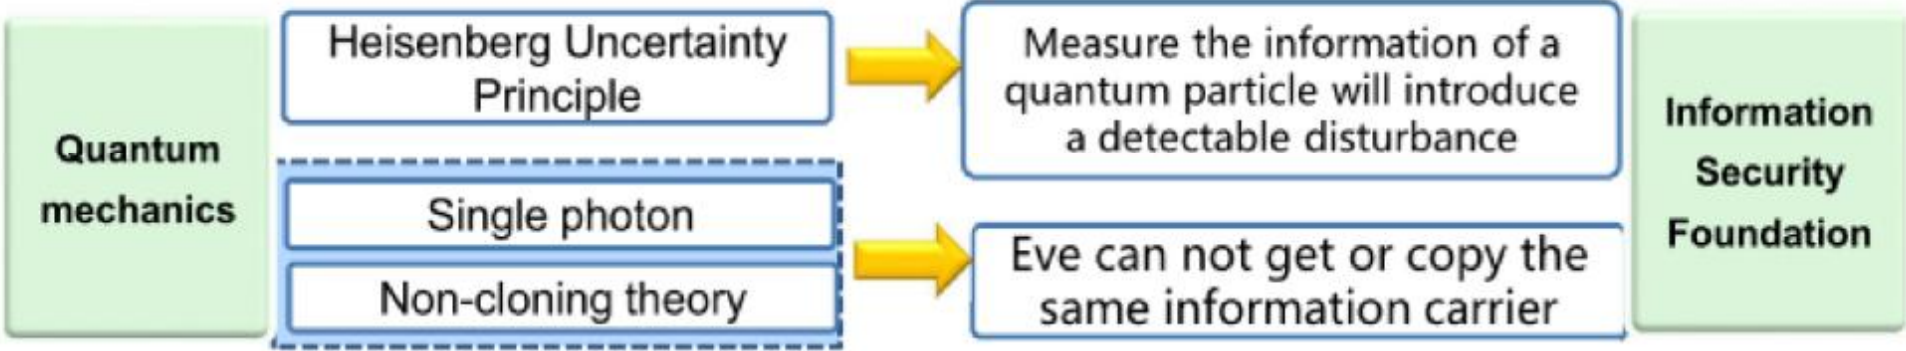 Quantum
mechanics
Heisenberg Uncertainty
Principle
Single photon
Non-cloning theory
Measure the information of a
quantum particle will introduce
a detectable disturbance
Eve can not get or copy the
same information carrier
Information
Security
Foundation